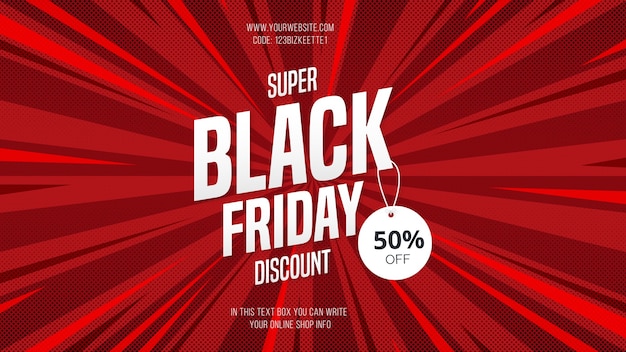 WWW.YOURWEBSITE.COM
CODE: 123BIZKEETTE1
SUPER
BLACK
FRIDAY
DISCOUNT
50%
OFF
IN THIS TEXT BOX YOU CAN WRITE
YOUR ONLINE SHOP INFO